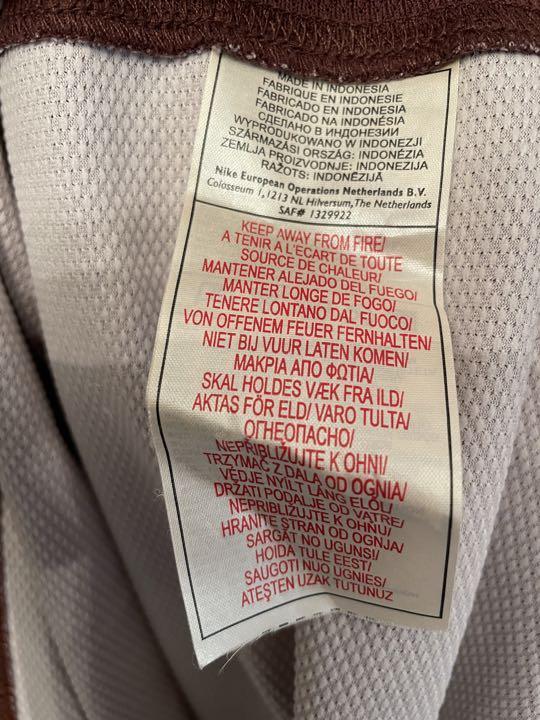 MADE IN INDONESIA
FABRIQUE EN INDONESIE
FABRICADO EN INDONESIA
FABRICADO NA INDONÉSIA
СДЕЛАНО В ИНДОНЕЗИИ
WYPRODUKOWANO W INDONEZJI
SZÁRMAZÁSI ORSZÁG: INDONÉZIA
ZEMLJA PROIZVODNJE: INDONEZIJA
RAŽOTS: INDONĒZIJĀ
Nike European Operations Netherlands B.V.
Colosseum 1, 1213 NL Hilversum, The Netherlands
SAF# 1329922
KEEP AWAY FROM FIRE/
A TENIR A L'ECART DE TOUTE
SOURCE DE CHALEUR/
MANTENER ALEJADO DEL FUEGO/
MANTER LONGE DE FOGO/
TENERE LONTANO DAL FUOCO/
VON OFFENEM FEUER FERNHALTEN/
NIET BIJ VUUR LATEN KOMEN/
ΜΑΚΡΙΑ ΑΠΟ ΦΩΤΙΑ/
SKAL HOLDES VÆK FRA ILD/
AKTAS FÖR ELD/ VARO TULTA/
ОГНЕОПАСНО/
NEPŘIBLIŽUJTE K OHNI/
TRZYMAĆ Z DALA OD OGNIA/
VÉDJE NYÍLT LÁNG ELŐL/
DRŽATI PODALJE OD VATRE/
NEPRIBLIŽUJTE K OHŇU/
HRANITE STRAN OD OGNJA/
SARGĀT NO UGUNS!/
HOIDA TULE EEST/
SAUGOTI NUO UGNIES/
ATEŞTEN UZAK TUTUNUZ